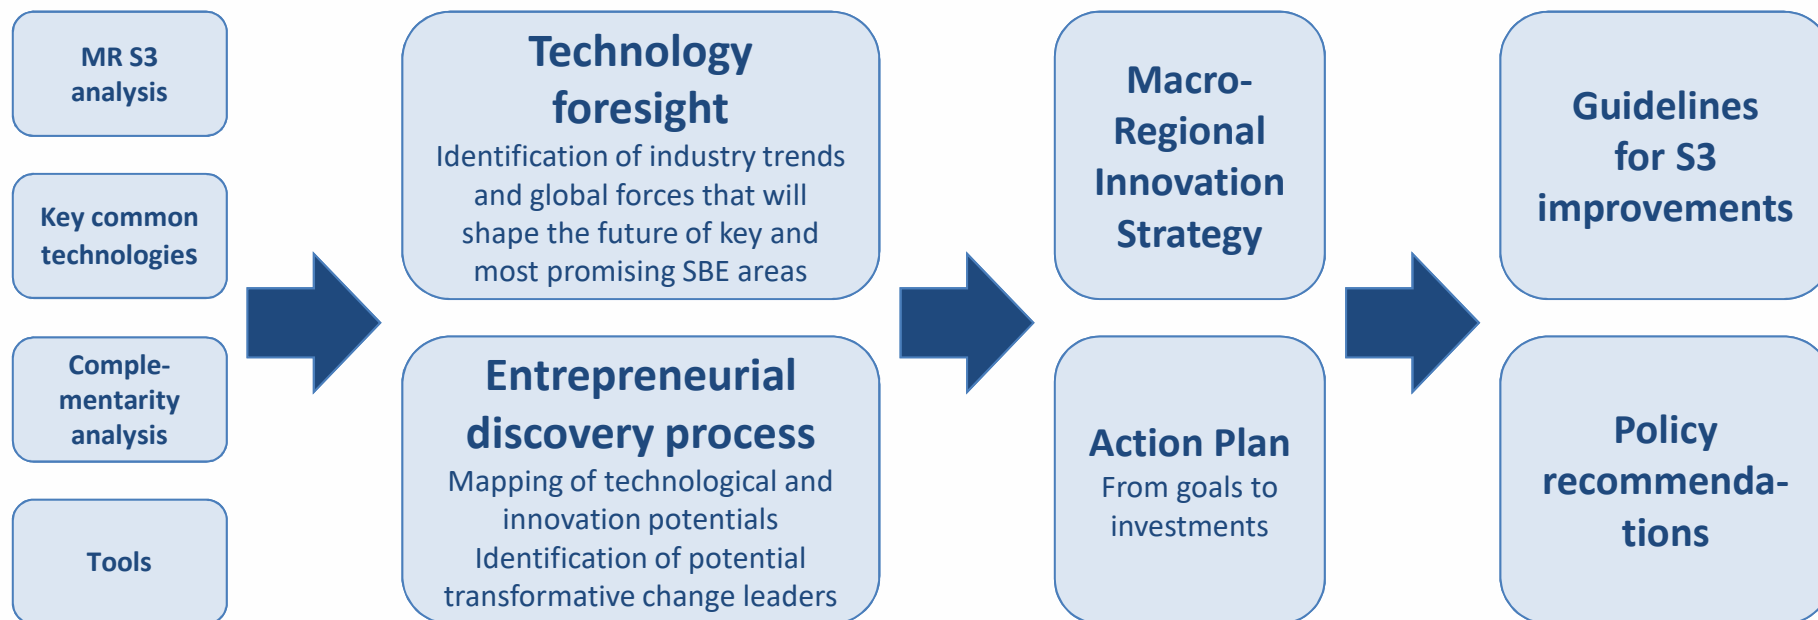 MR S3
analysis
Key common
technologies
Comple-
mentarity
analysis
Tools
Technology
foresight
Identification of industry trends
and global forces that will
shape the future of key and
most promising SBE areas
Entrepreneurial
discovery process
Mapping of technological and
innovation potentials
Identification of potential
transformative change leaders
Macro-
Regional
Innovation
Strategy
Action Plan
From goals to
investments
Guidelines
for S3
improvements
Policy
recommenda-
tions